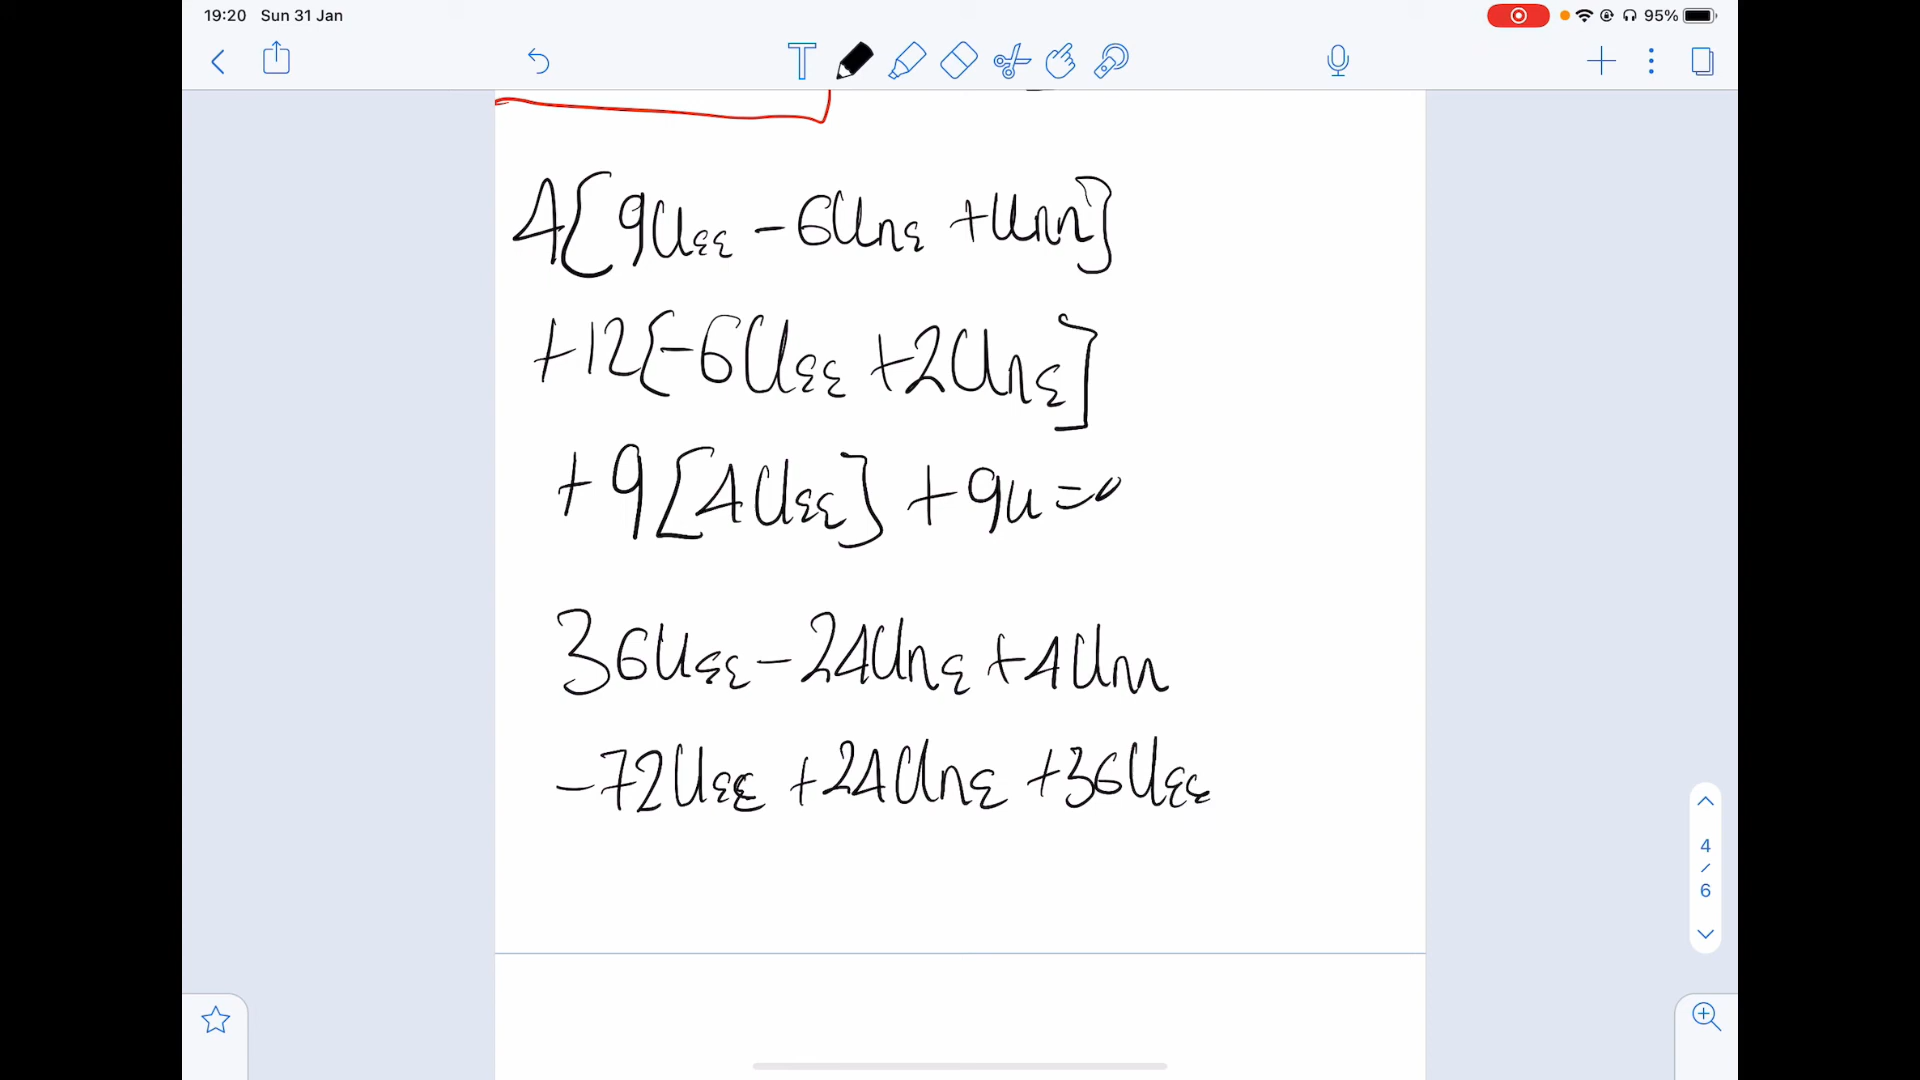 19:20 Sun 31 Jan 95%
T
4[9Uξξ - 6Uηξ + Uηη]
+12[-6Uξξ + 2Uηξ]
+9[4Uξξ] + 9u = 0
36Uξξ - 24Uηξ + 4Uηη
-72Uξξ + 24Uηξ + 36Uξξ
4
/
6